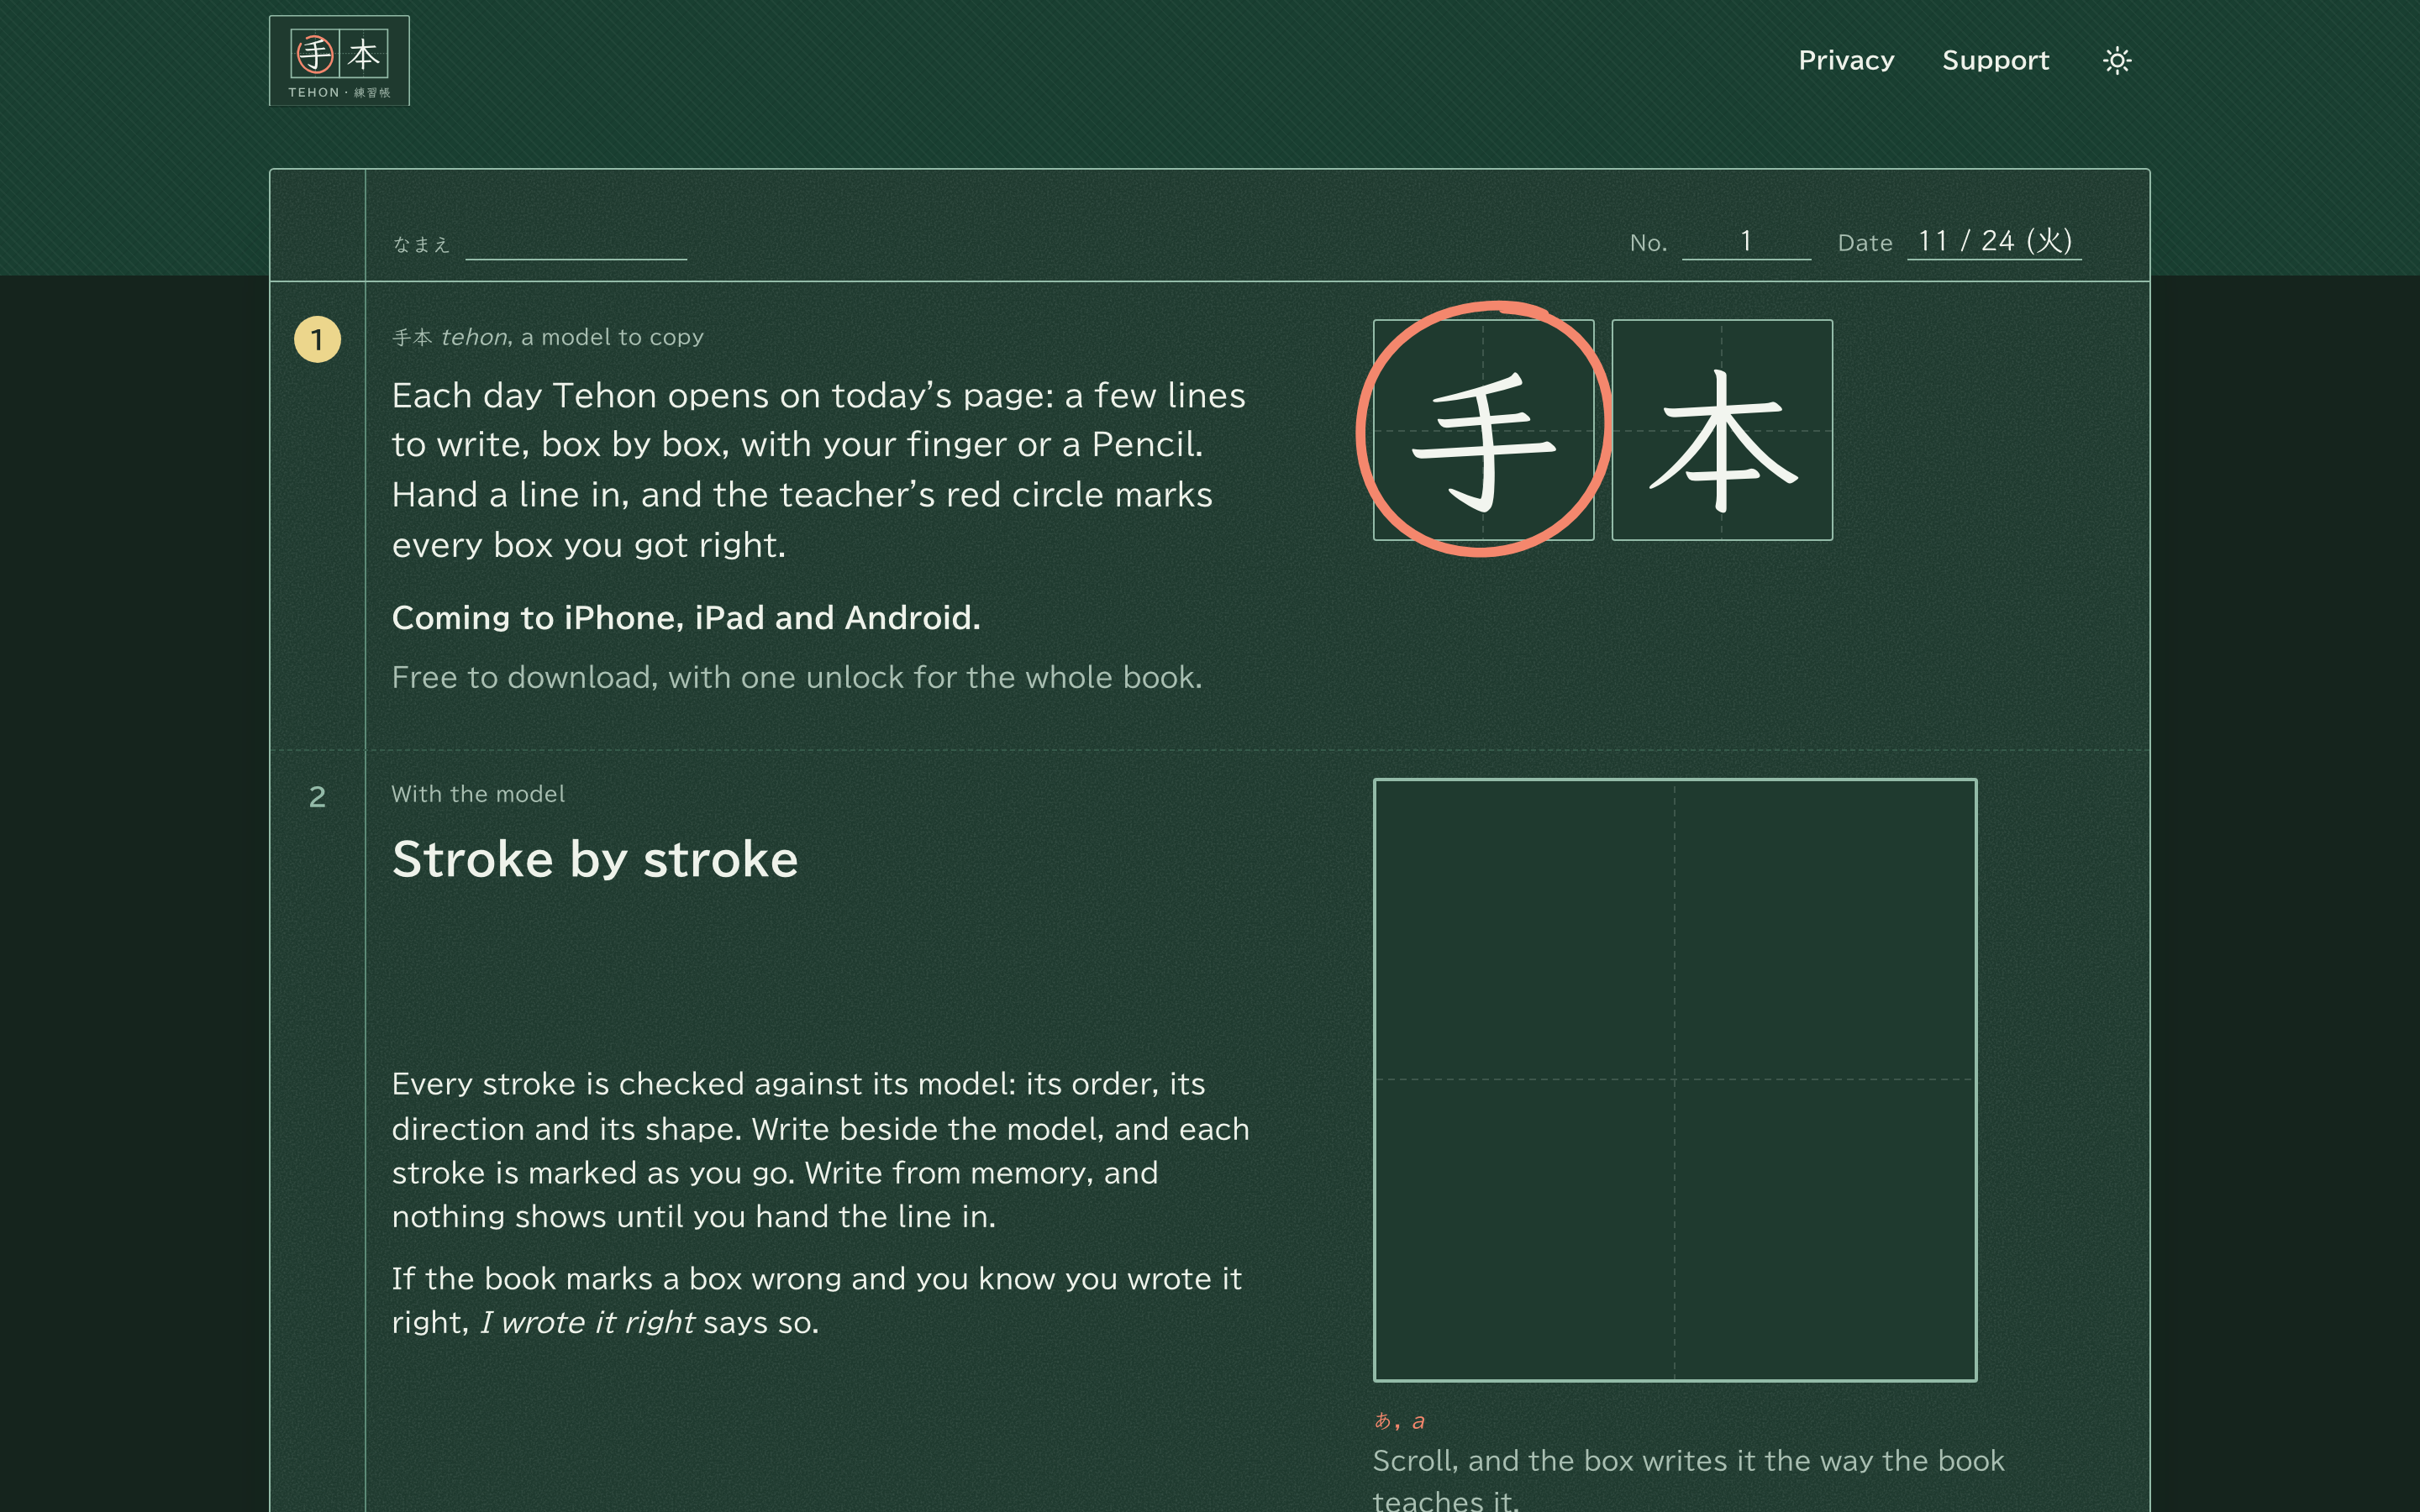 手本
TEHON・練習帳
Privacy
Support
なまえ
No. 1
Date 11 / 24 (火)
1
手本 tehon, a model to copy
Each day Tehon opens on today’s page: a few lines
to write, box by box, with your finger or a Pencil.
Hand a line in, and the teacher’s red circle marks
every box you got right.
Coming to iPhone, iPad and Android.
Free to download, with one unlock for the whole book.
手本
2
With the model
Stroke by stroke
Every stroke is checked against its model: its order, its
direction and its shape. Write beside the model, and each
stroke is marked as you go. Write from memory, and
nothing shows until you hand the line in.
If the book marks a box wrong and you know you wrote it
right, I wrote it right says so.
あ, a
Scroll, and the box writes it the way the book
teaches it.